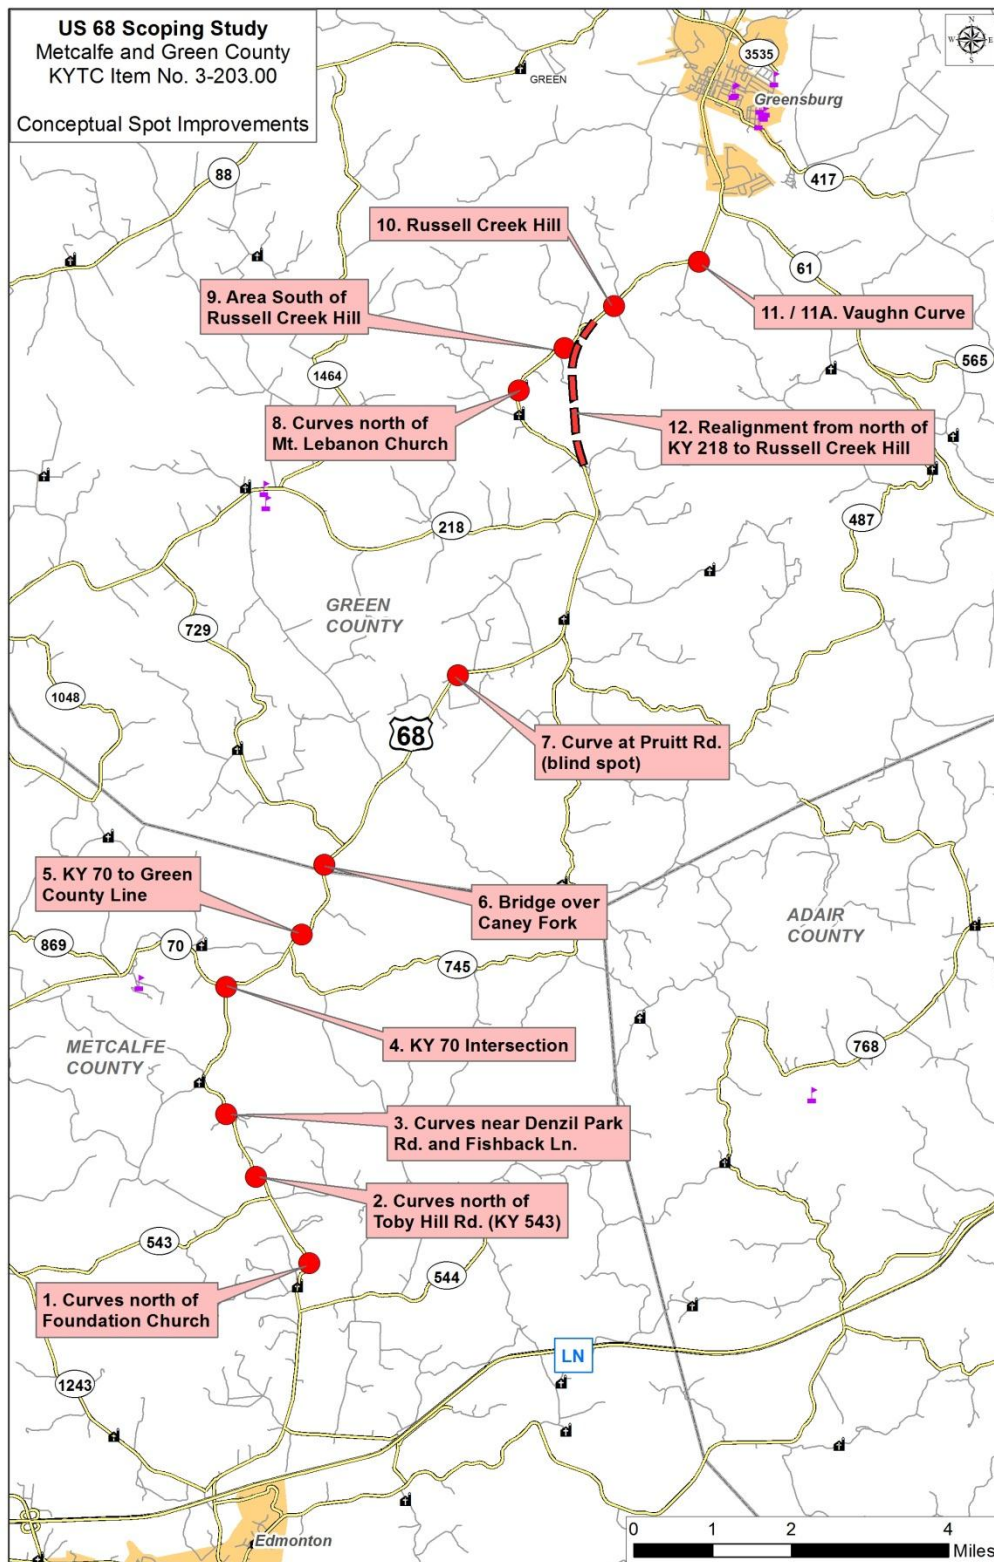 US 68 Scoping Study
Metcalfe and Green County
KYTC Item No. 3-203.00
Conceptual Spot Improvements
N
W
E
S
3535
GREEN
Greensburg
88
417
10. Russell Creek Hill
61
9. Area South of
Russell Creek Hill
11. / 11A. Vaughn Curve
565
1464
8. Curves north of
Mt. Lebanon Church
12. Realignment from north of
KY 218 to Russell Creek Hill
218
487
GREEN
COUNTY
729
1048
68
7. Curve at Pruitt Rd.
(blind spot)
5. KY 70 to Green
County Line
6. Bridge over
Caney Fork
ADAIR
COUNTY
869
70
745
METCALFE
COUNTY
4. KY 70 Intersection
768
3. Curves near Denzil Park
Rd. and Fishback Ln.
2. Curves north of
Toby Hill Rd. (KY 543)
543
544
1. Curves north of
Foundation Church
LN
1243
Edmonton
0 1 2 4
Miles